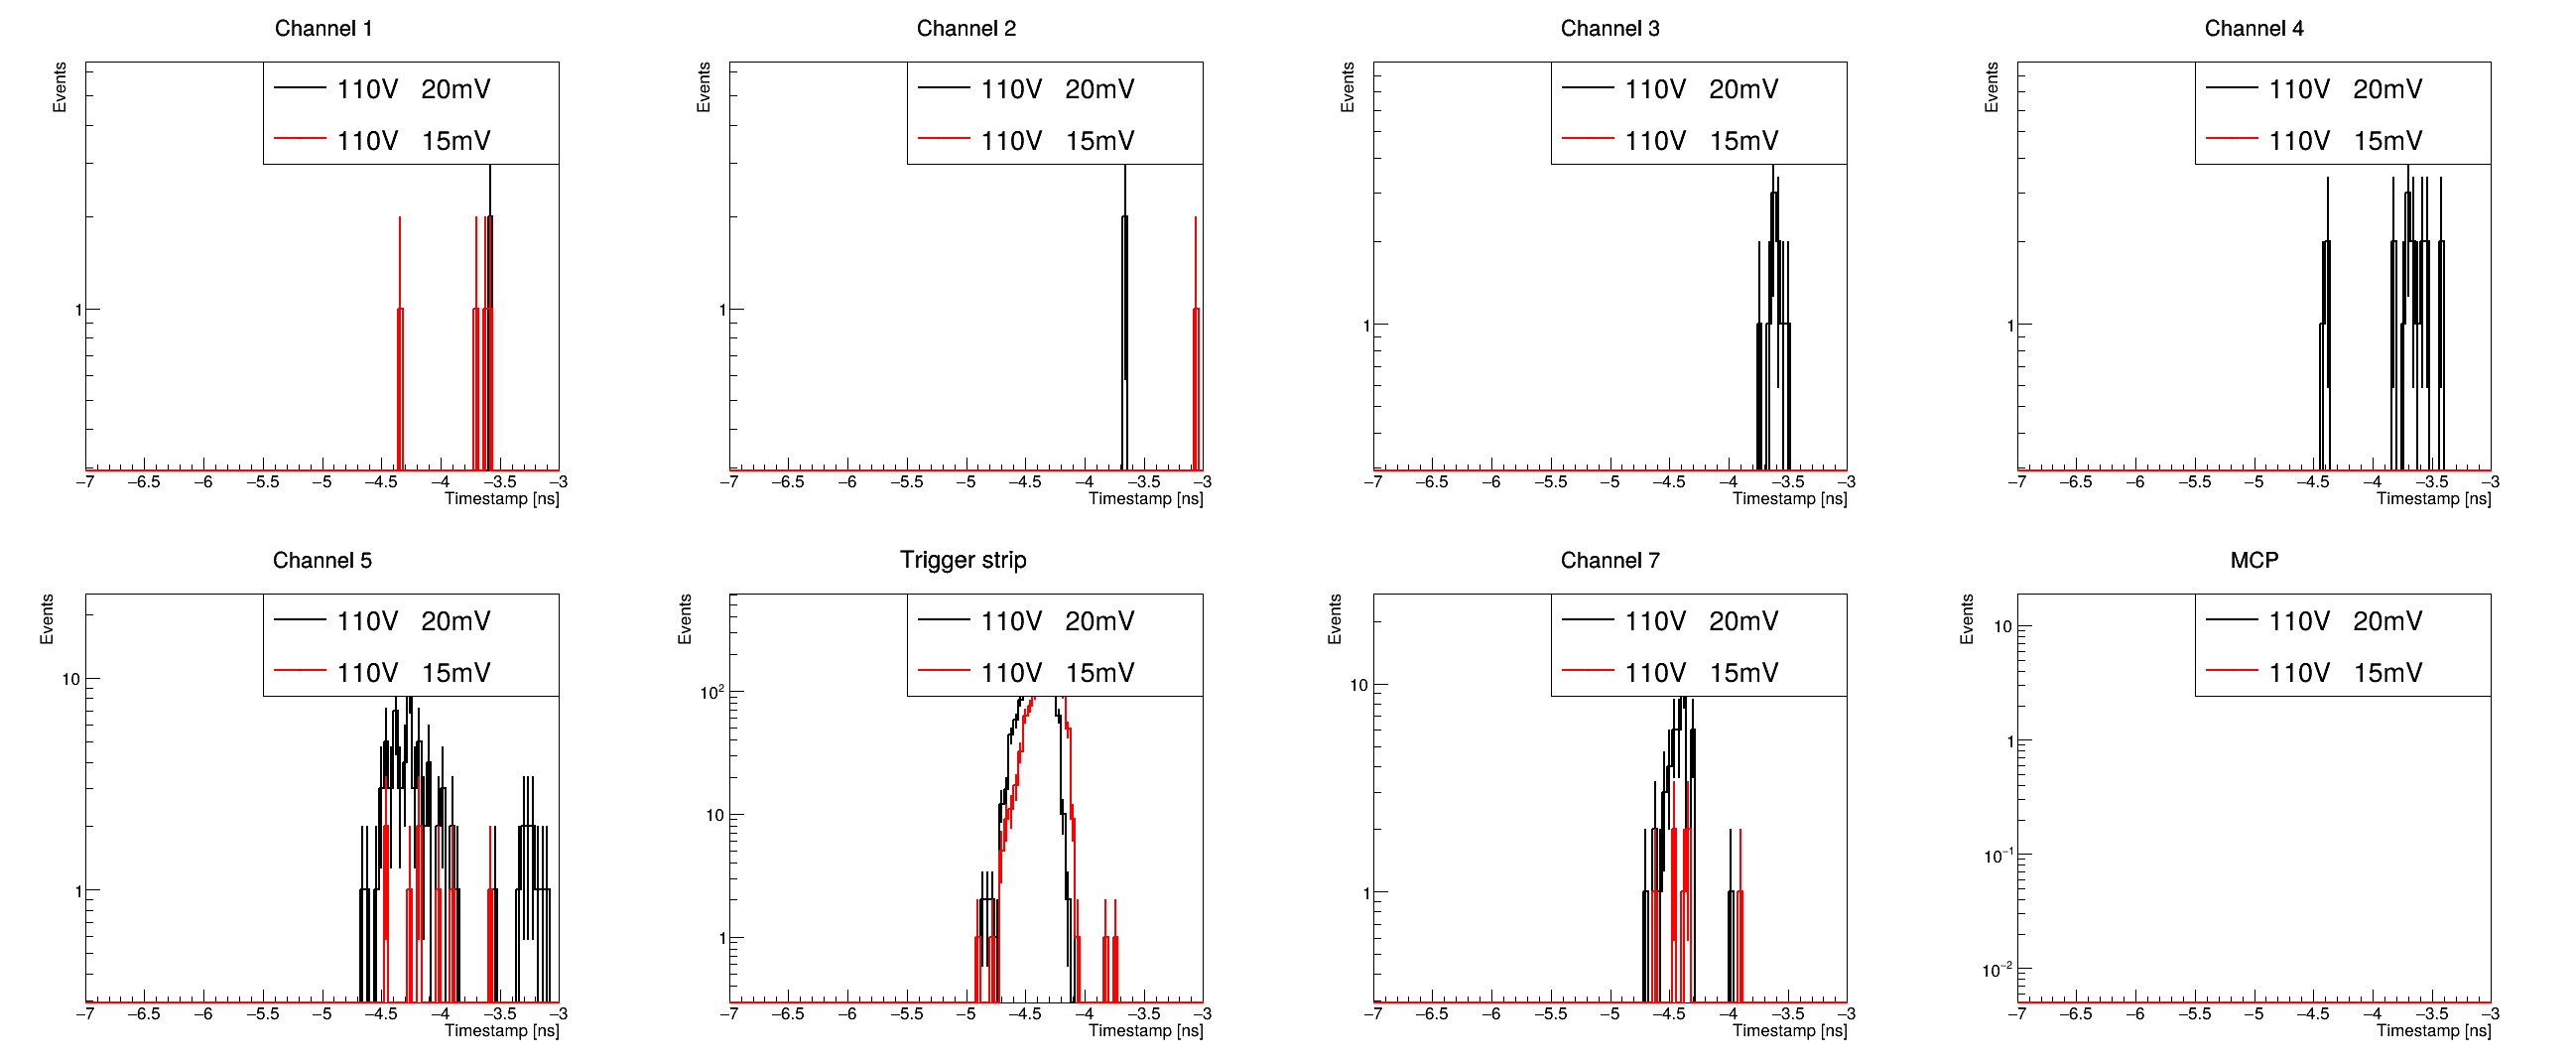 Channel 1
Events
110V 20mV
110V 15mV
1
−7 −6.5 −6 −5.5 −5 −4.5 −4 −3.5 −3
Timestamp [ns]
Channel 2
Events
110V 20mV
110V 15mV
1
−7 −6.5 −6 −5.5 −5 −4.5 −4 −3.5 −3
Timestamp [ns]
Channel 3
Events
110V 20mV
110V 15mV
1
−7 −6.5 −6 −5.5 −5 −4.5 −4 −3.5 −3
Timestamp [ns]
Channel 4
Events
110V 20mV
110V 15mV
1
−7 −6.5 −6 −5.5 −5 −4.5 −4 −3.5 −3
Timestamp [ns]
Channel 5
Events
110V 20mV
110V 15mV
10
1
−7 −6.5 −6 −5.5 −5 −4.5 −4 −3.5 −3
Timestamp [ns]
Trigger strip
Events
110V 20mV
110V 15mV
10²
10
1
−7 −6.5 −6 −5.5 −5 −4.5 −4 −3.5 −3
Timestamp [ns]
Channel 7
Events
110V 20mV
110V 15mV
10
1
−7 −6.5 −6 −5.5 −5 −4.5 −4 −3.5 −3
Timestamp [ns]
MCP
Events
110V 20mV
110V 15mV
10
1
10⁻¹
10⁻²
−7 −6.5 −6 −5.5 −5 −4.5 −4 −3.5 −3
Timestamp [ns]